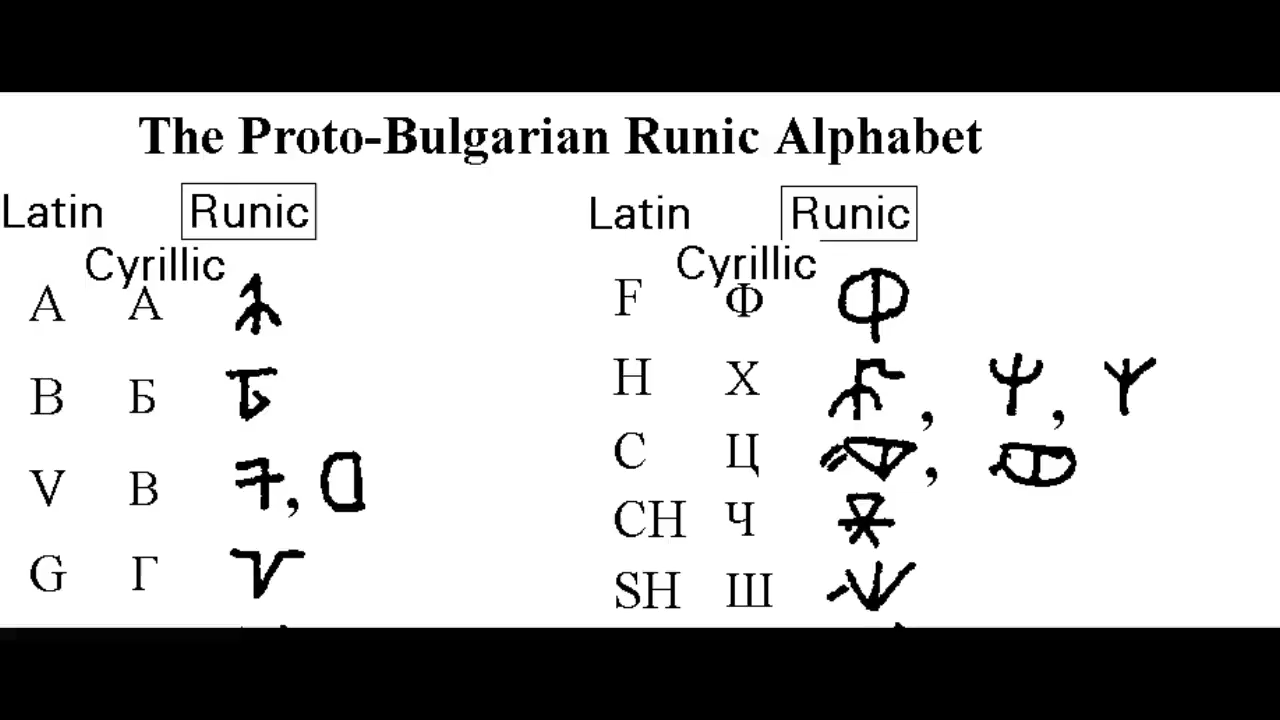 The Proto-Bulgarian Runic Alphabet
Latin Runic
Cyrillic
A А
B Б
V В ,
G Г
Latin Runic
Cyrillic
F Ф
H Х , ,
C Ц ,
CH Ч
SH Ш